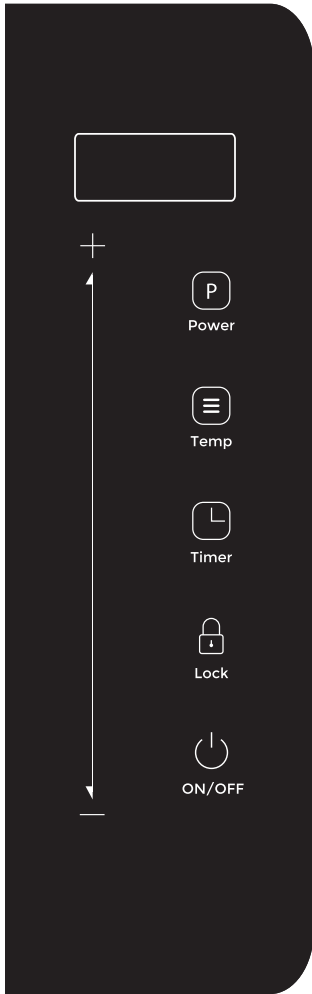 +
P
Power
Temp
Timer
Lock
ON/OFF
—